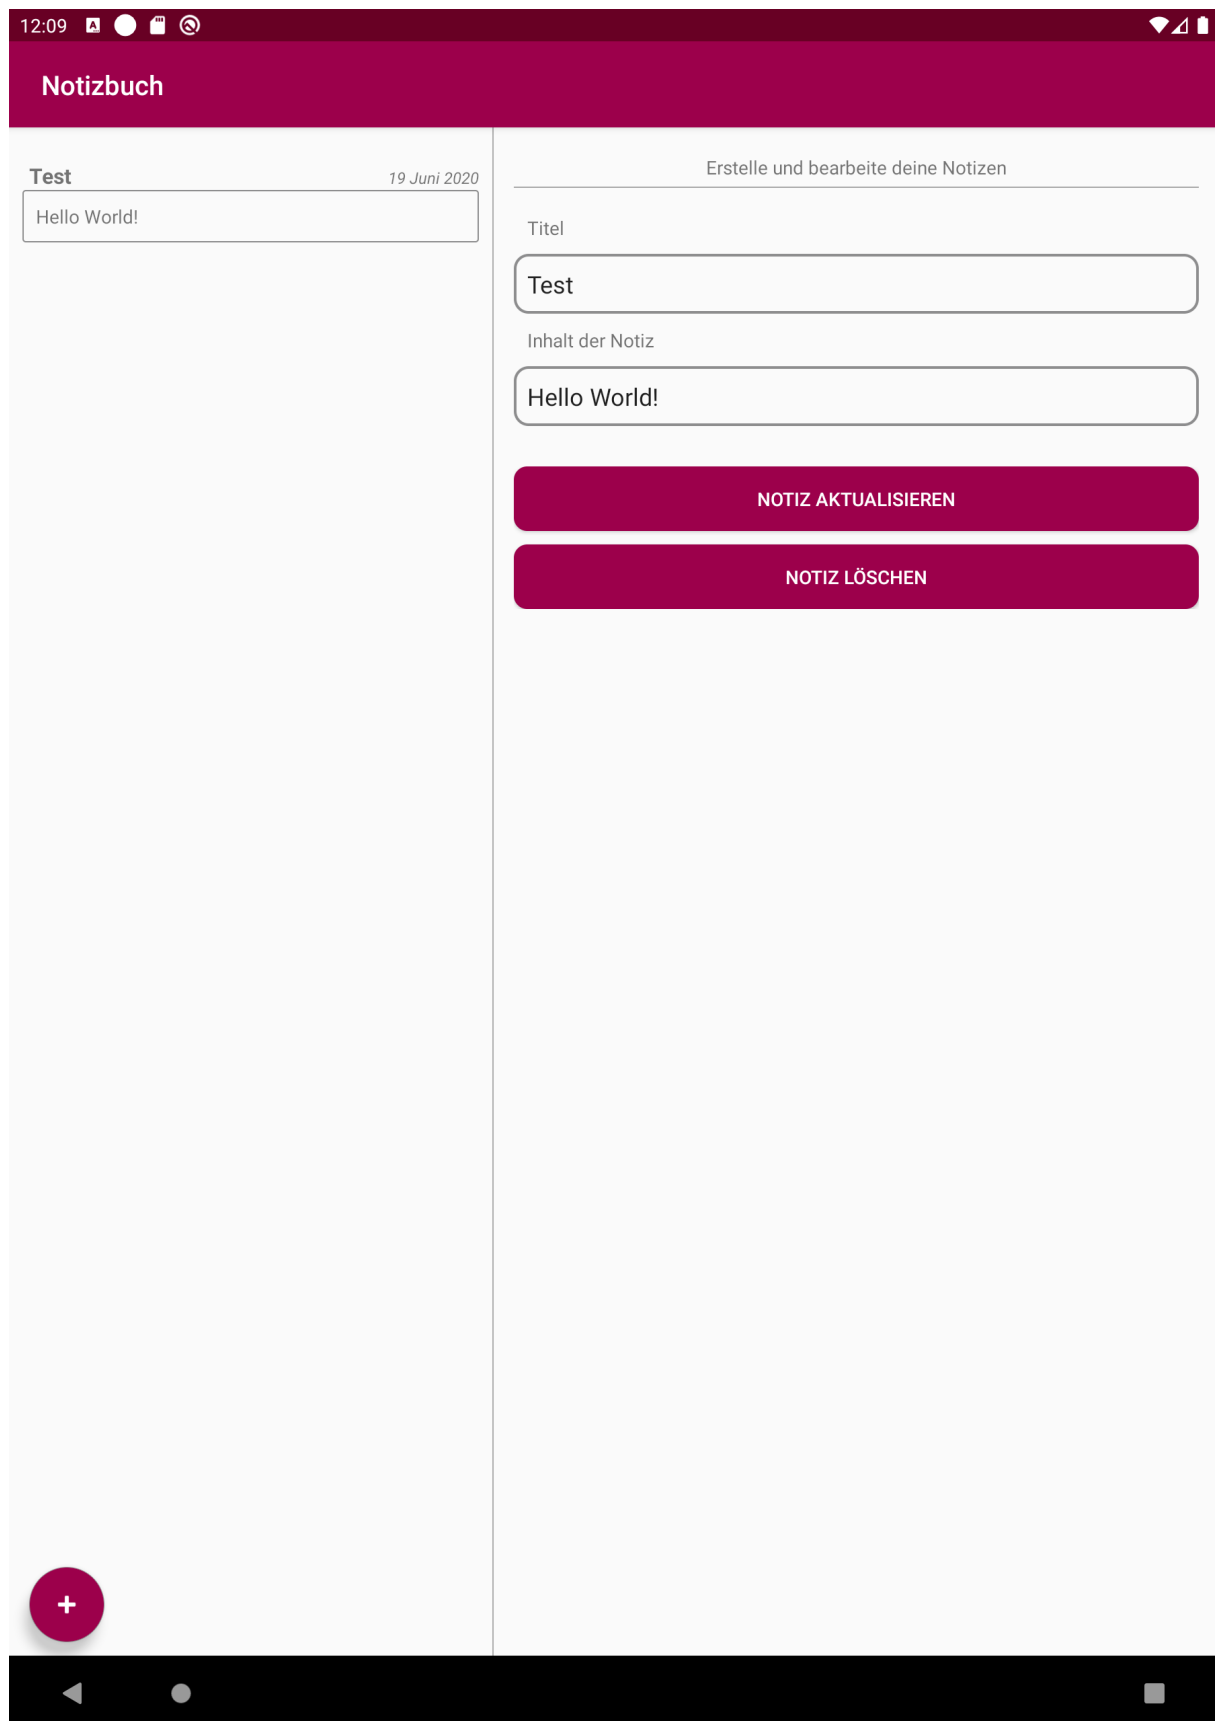 12:09
Notizbuch
Test
19 Juni 2020
Hello World!
Erstelle und bearbeite deine Notizen
Titel
Test
Inhalt der Notiz
Hello World!
NOTIZ AKTUALISIEREN
NOTIZ LÖSCHEN